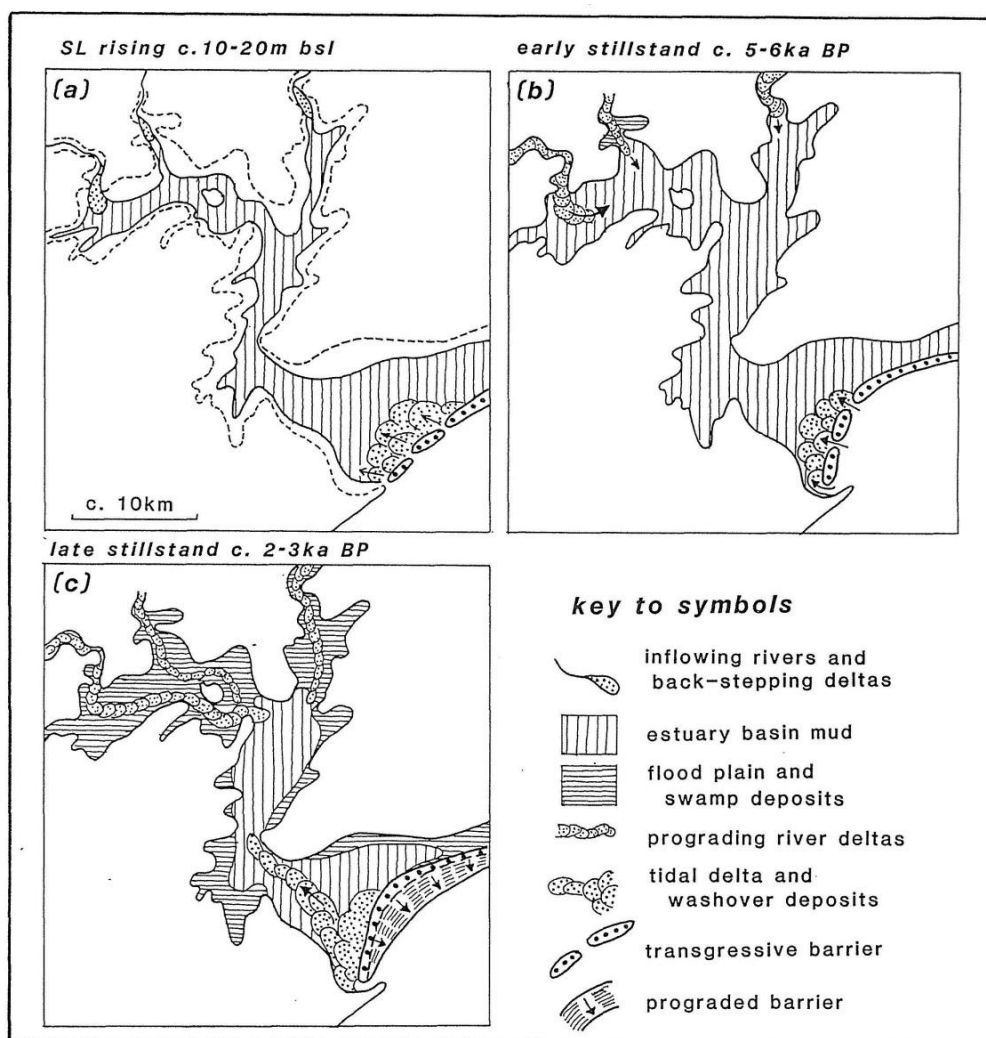 SL rising c.10-20m bsl
(a)
c. 10km
early stillstand c. 5-6ka BP
(b)
late stillstand c. 2-3ka BP
(c)
key to symbols
inflowing rivers and
back-stepping deltas
estuary basin mud
flood plain and
swamp deposits
prograding river deltas
tidal delta and
washover deposits
transgressive barrier
prograded barrier